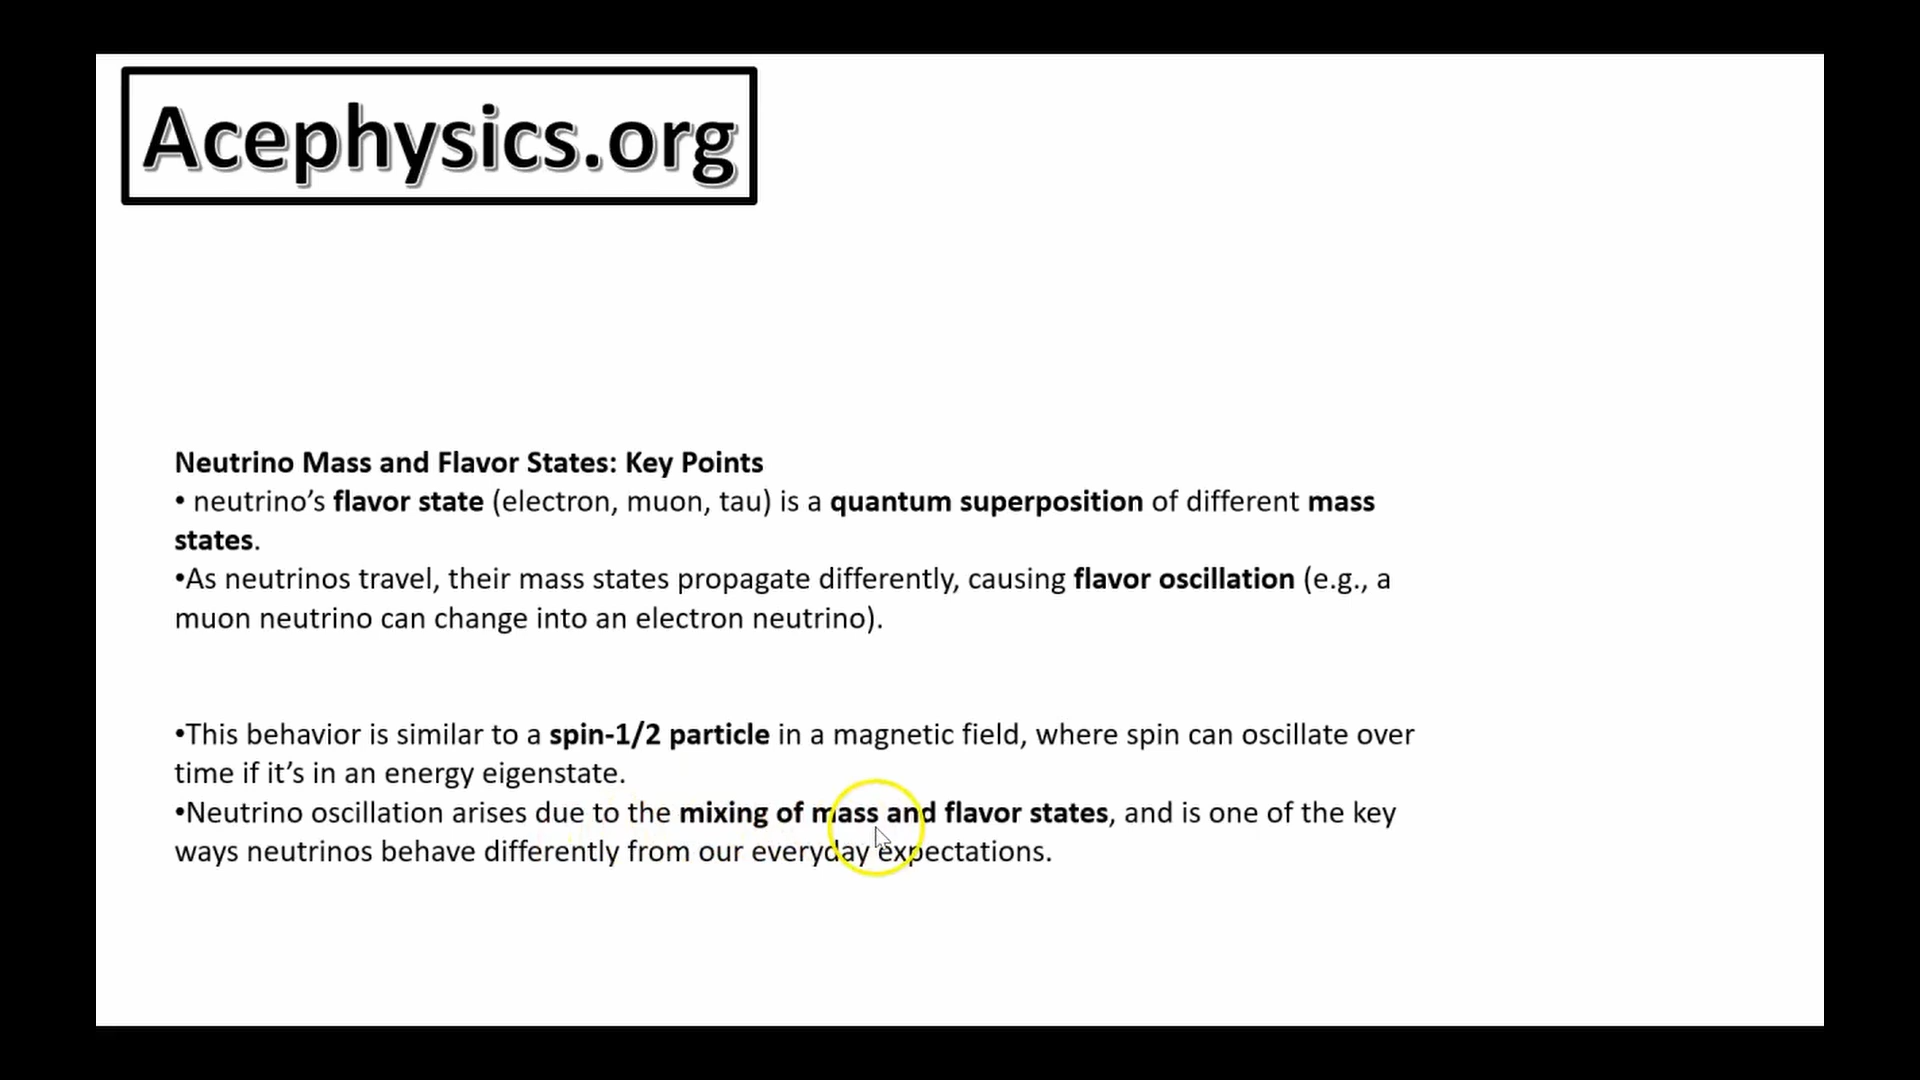 Acephysics.org
Neutrino Mass and Flavor States: Key Points
• neutrino’s flavor state (electron, muon, tau) is a quantum superposition of different mass
states.
•As neutrinos travel, their mass states propagate differently, causing flavor oscillation (e.g., a
muon neutrino can change into an electron neutrino).
•This behavior is similar to a spin-1/2 particle in a magnetic field, where spin can oscillate over
time if it’s in an energy eigenstate.
•Neutrino oscillation arises due to the mixing of mass and flavor states, and is one of the key
ways neutrinos behave differently from our everyday expectations.